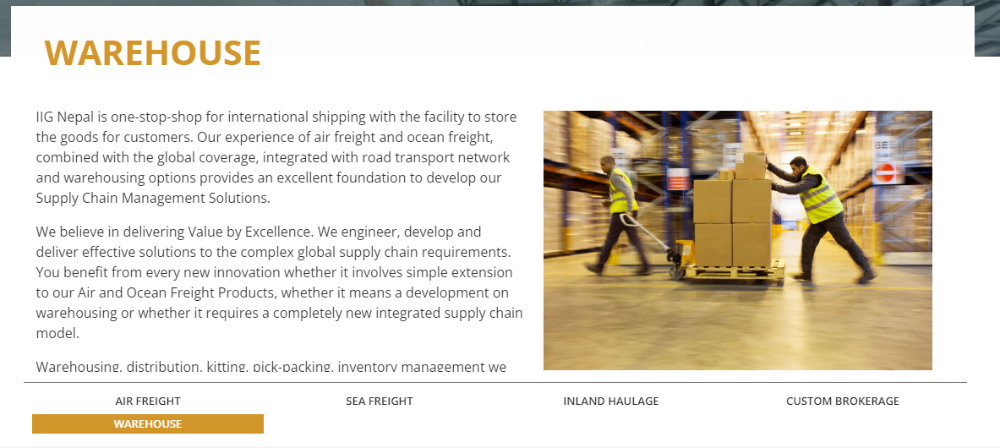 WAREHOUSE
IIG Nepal is one-stop-shop for international shipping with the facility to store
the goods for customers. Our experience of air freight and ocean freight,
combined with the global coverage, integrated with road transport network
and warehousing options provides an excellent foundation to develop our
Supply Chain Management Solutions.
We believe in delivering Value by Excellence. We engineer, develop and
deliver effective solutions to the complex global supply chain requirements.
You benefit from every new innovation whether it involves simple extension
to our Air and Ocean Freight Products, whether it means a development on
warehousing or whether it requires a completely new integrated supply chain
model.
Warehousing, distribution, kitting, pick-packing, inventory management we
AIR FREIGHT
SEA FREIGHT
INLAND HAULAGE
CUSTOM BROKERAGE
WAREHOUSE